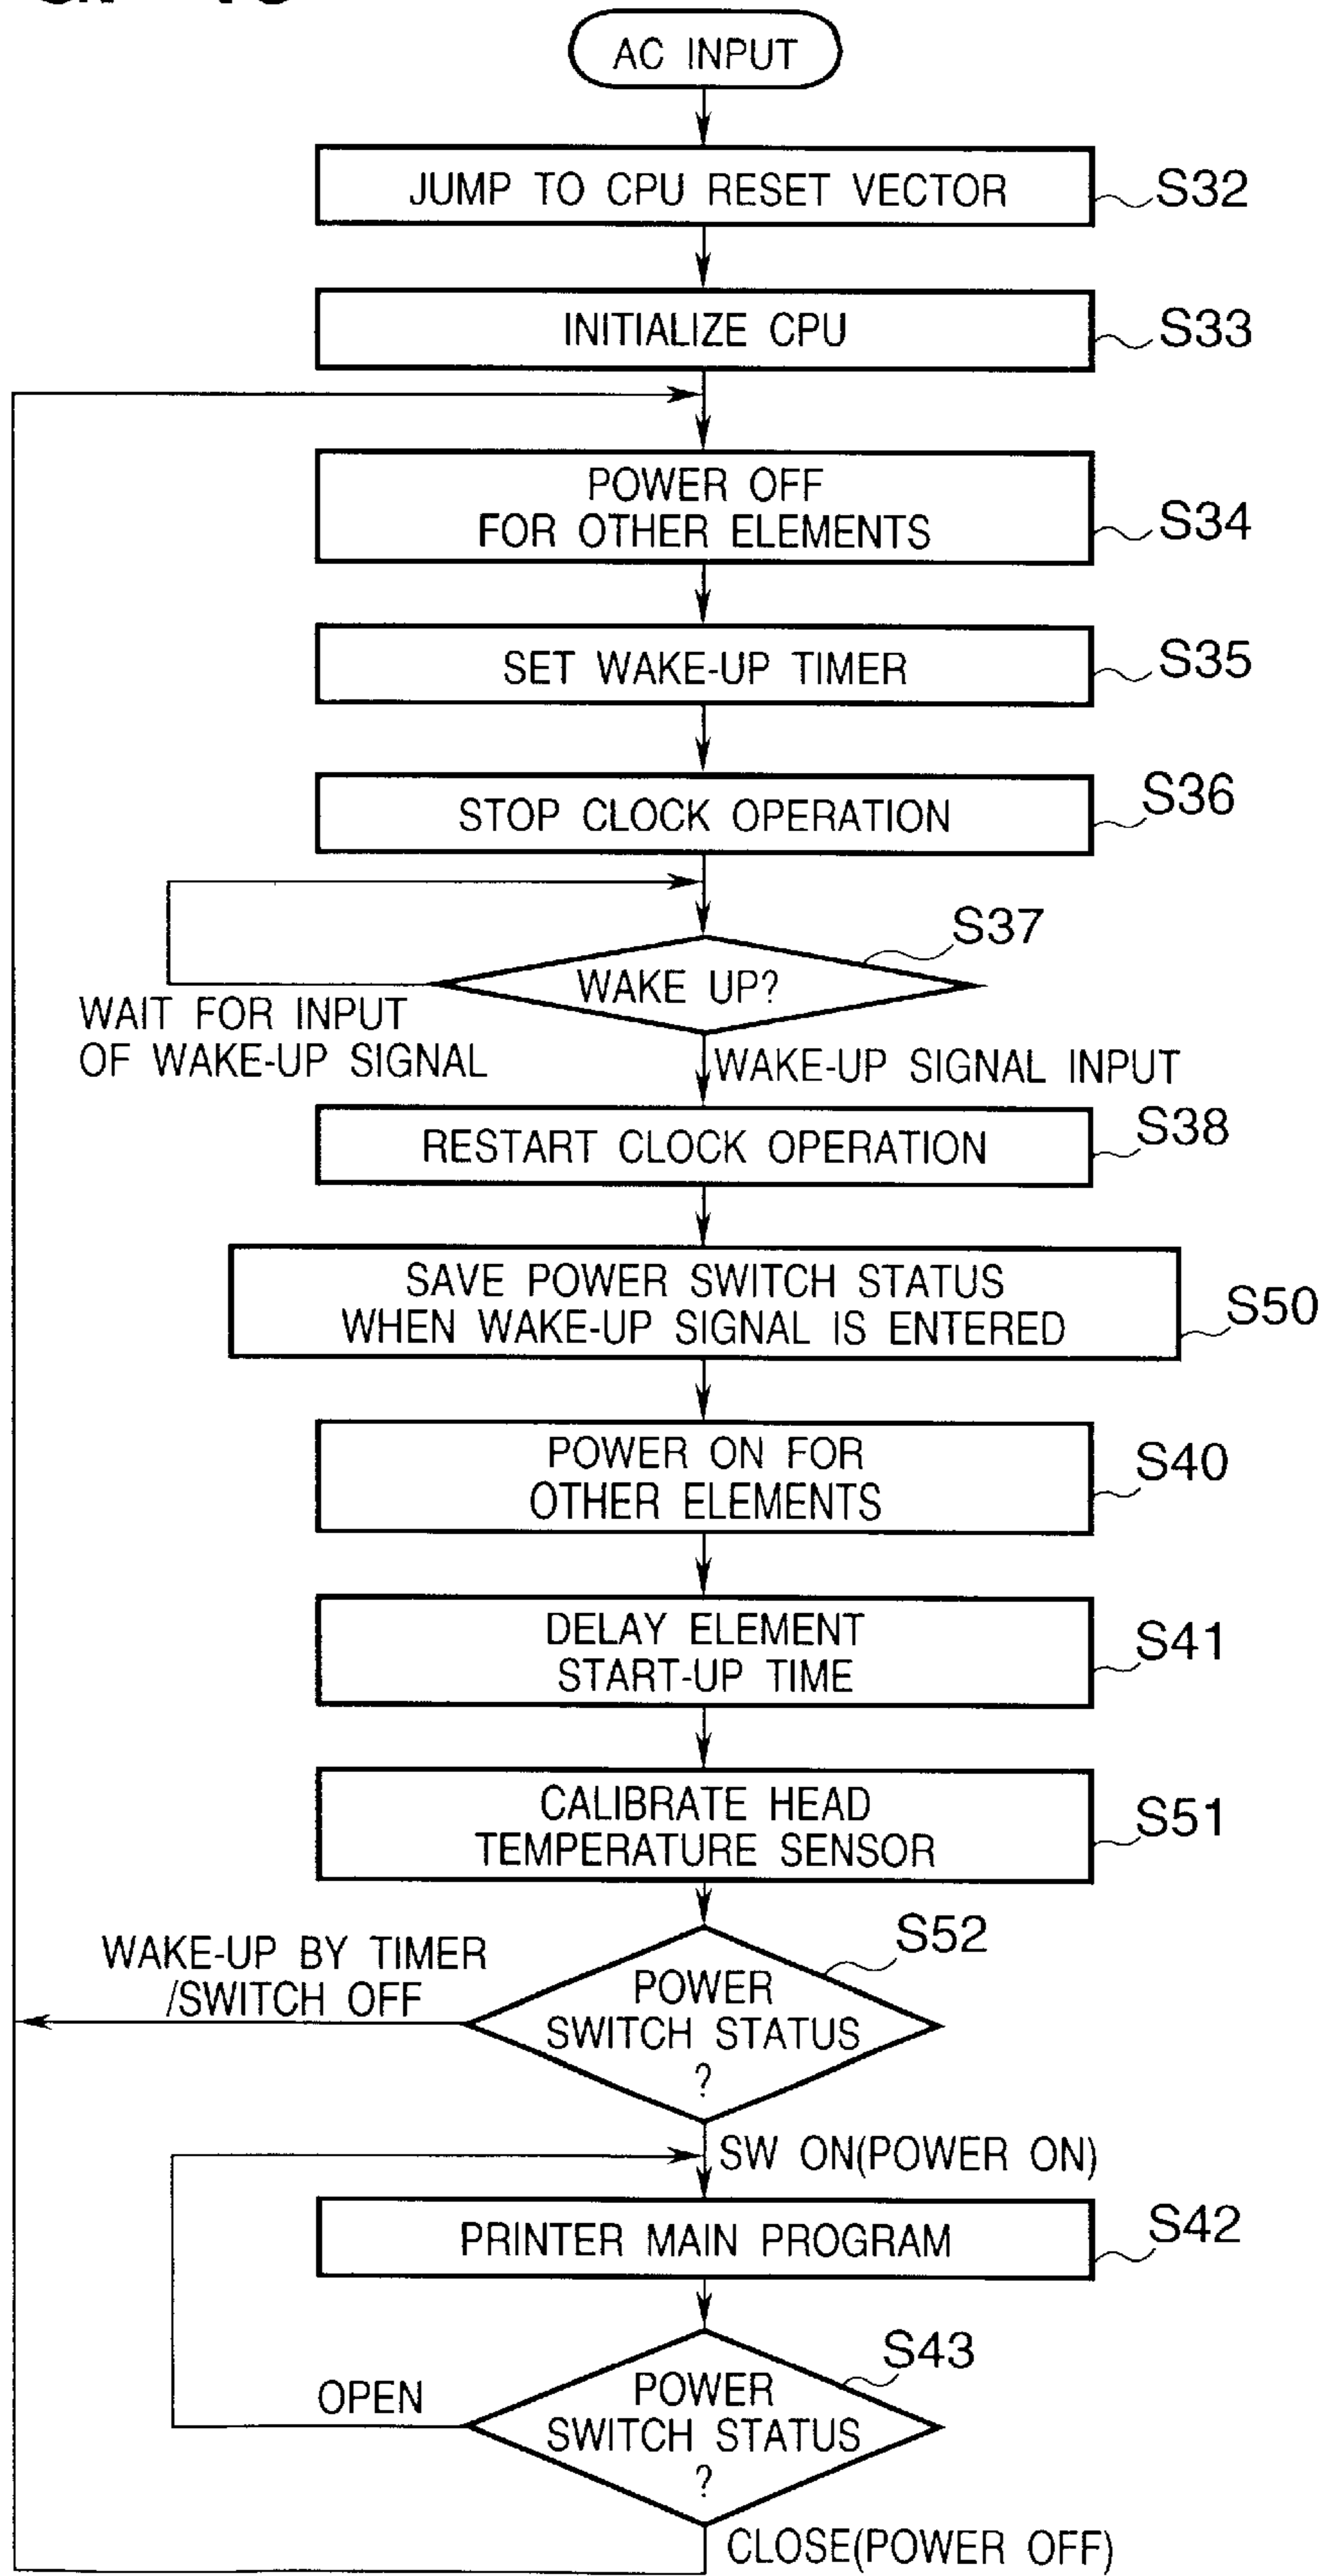 AC INPUT
JUMP TO CPU RESET VECTOR
S32
INITIALIZE CPU
S33
POWER OFF
FOR OTHER ELEMENTS
S34
SET WAKE-UP TIMER
S35
STOP CLOCK OPERATION
S36
S37
WAKE UP?
WAIT FOR INPUT
OF WAKE-UP SIGNAL
WAKE-UP SIGNAL INPUT
RESTART CLOCK OPERATION
S38
SAVE POWER SWITCH STATUS
WHEN WAKE-UP SIGNAL IS ENTERED
S50
POWER ON FOR
OTHER ELEMENTS
S40
DELAY ELEMENT
START-UP TIME
S41
CALIBRATE HEAD
TEMPERATURE SENSOR
S51
S52
WAKE-UP BY TIMER
/SWITCH OFF
POWER
SWITCH STATUS
?
SW ON(POWER ON)
PRINTER MAIN PROGRAM
S42
S43
OPEN
POWER
SWITCH STATUS
?
CLOSE(POWER OFF)